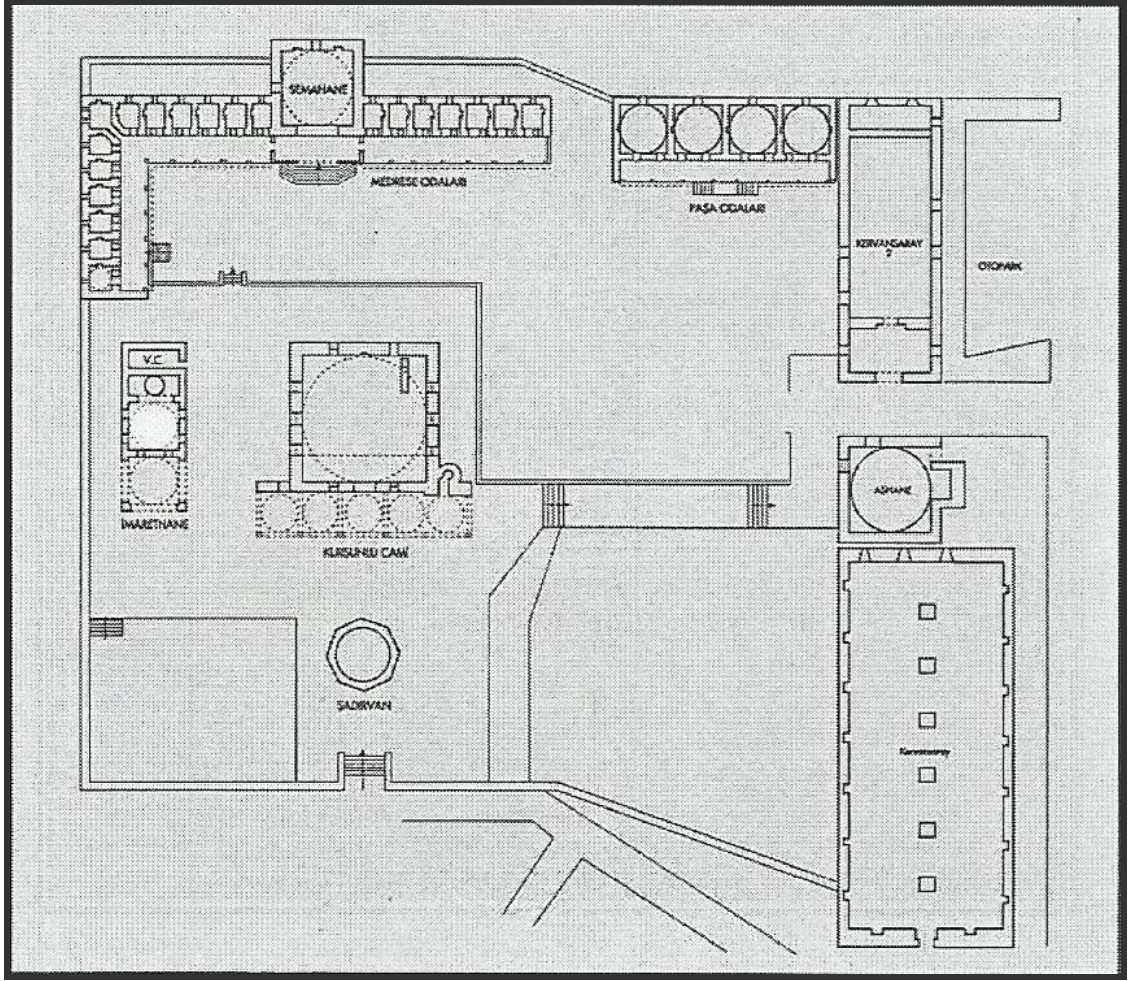 SEMAHANE
MEDRESE ODALARI
PAŞA ODALARI
KERVANSARAY
2
OTOPARK
V.C.
İMARETHANE
KURŞUNLU CAMİ
AŞHANE
ŞADIRVAN
Kervansaray